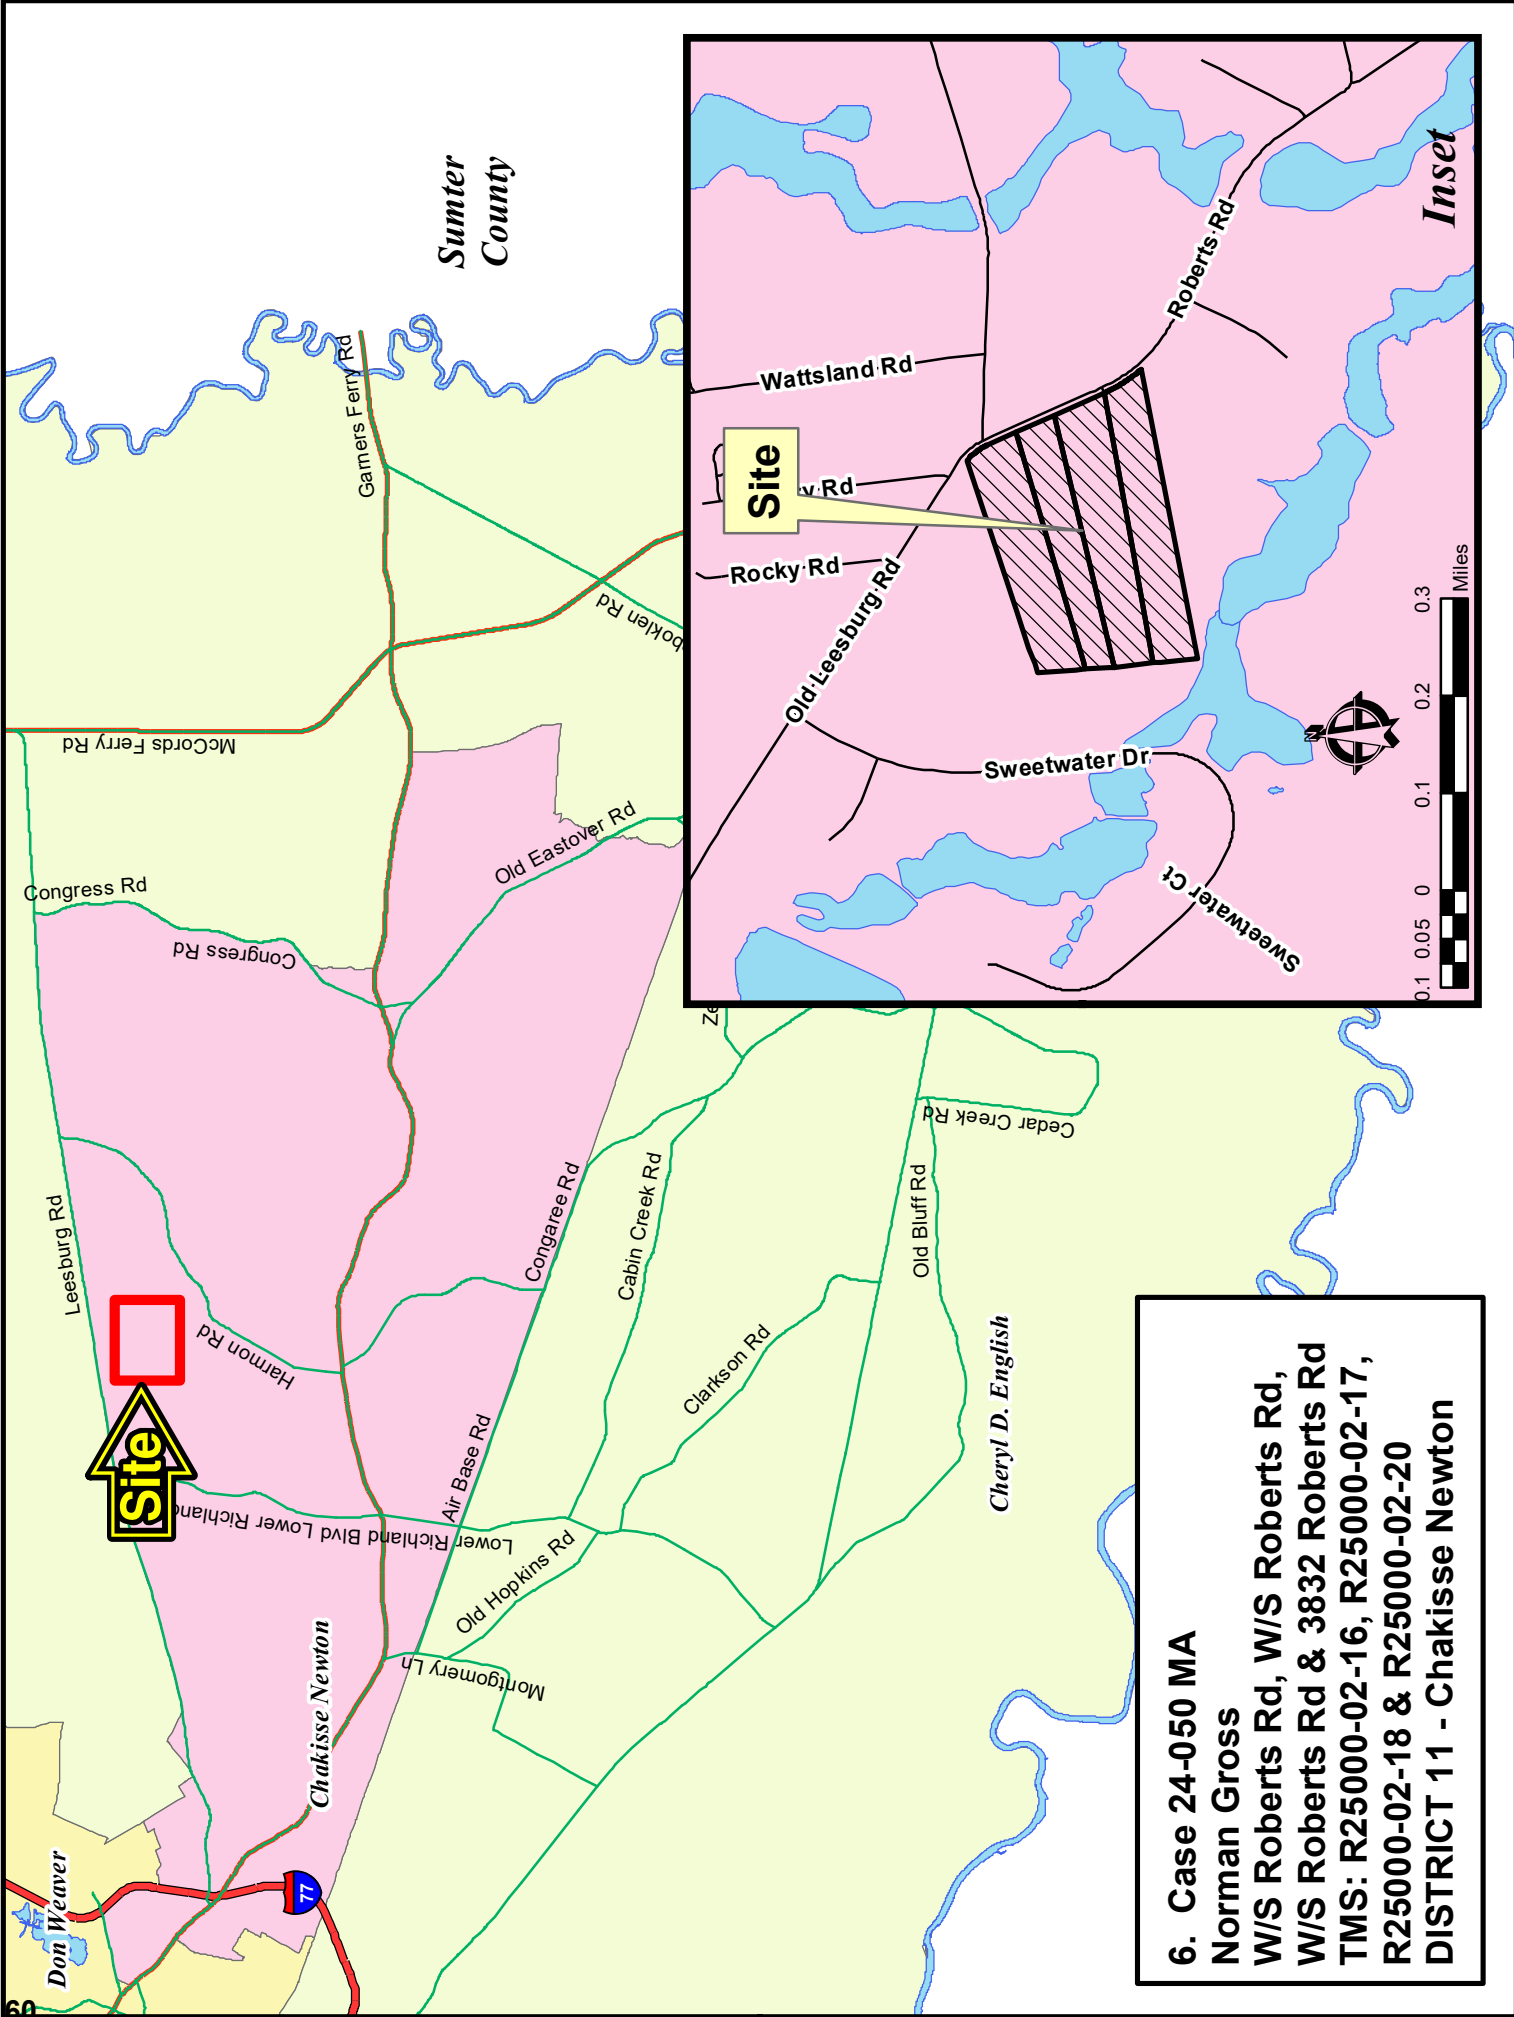 Don Weaver
77
Chakisse Newton
Site
Leesburg Rd
Harmon Rd
Lower Richland Blvd
Lower Richland
Lower
Air Base Rd
Old Hopkins Rd
Montgomery Ln
Congaree Rd
Cabin Creek Rd
Clarkson Rd
Old Bluff Rd
Cedar Creek Rd
Cheryl D. English
Congress Rd
Congress Rd
Old Eastover Rd
McCords Ferry Rd
Garners Ferry Rd
Sumter
County
Site
Wattsland Rd
Rocky Rd
Rd
Old Leesburg Rd
Roberts Rd
Sweetwater Dr
Sweetwater Ct
Inset
N
0.1 0.05 0 0.1 0.2 0.3
Miles
6. Case 24-050 MA
Norman Gross
W/S Roberts Rd, W/S Roberts Rd,
W/S Roberts Rd & 3832 Roberts Rd
TMS: R25000-02-16, R25000-02-17,
R25000-02-18 & R25000-02-20
DISTRICT 11 - Chakisse Newton
60